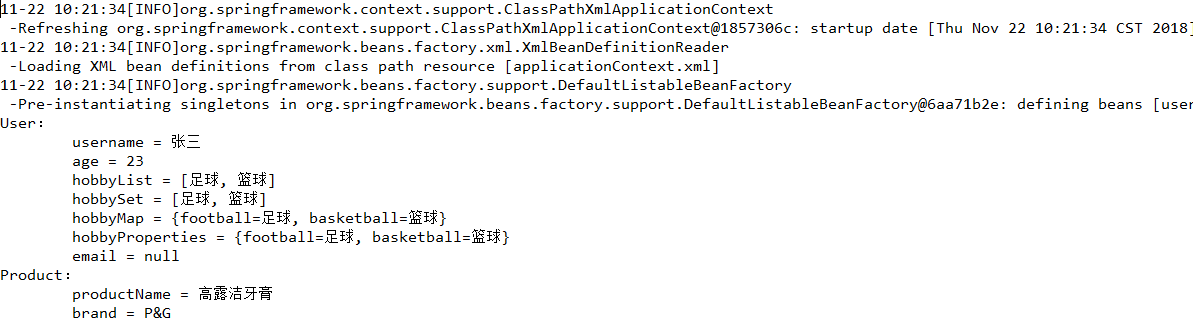 11-22 10:21:34[INFO]org.springframework.context.support.ClassPathXmlApplicationContext
-Refreshing org.springframework.context.support.ClassPathXmlApplicationContext@1857306c: startup date [Thu Nov 22 10:21:34 CST 2018]
11-22 10:21:34[INFO]org.springframework.beans.factory.xml.XmlBeanDefinitionReader
-Loading XML bean definitions from class path resource [applicationContext.xml]
11-22 10:21:34[INFO]org.springframework.beans.factory.support.DefaultListableBeanFactory
-Pre-instantiating singletons in org.springframework.beans.factory.support.DefaultListableBeanFactory@6aa71b2e: defining beans [user
User:
username = 张三
age = 23
hobbyList = [足球, 篮球]
hobbySet = [足球, 篮球]
hobbyMap = {football=足球, basketball=篮球}
hobbyProperties = {football=足球, basketball=篮球}
email = null
Product:
productName = 高露洁牙膏
brand = P&G